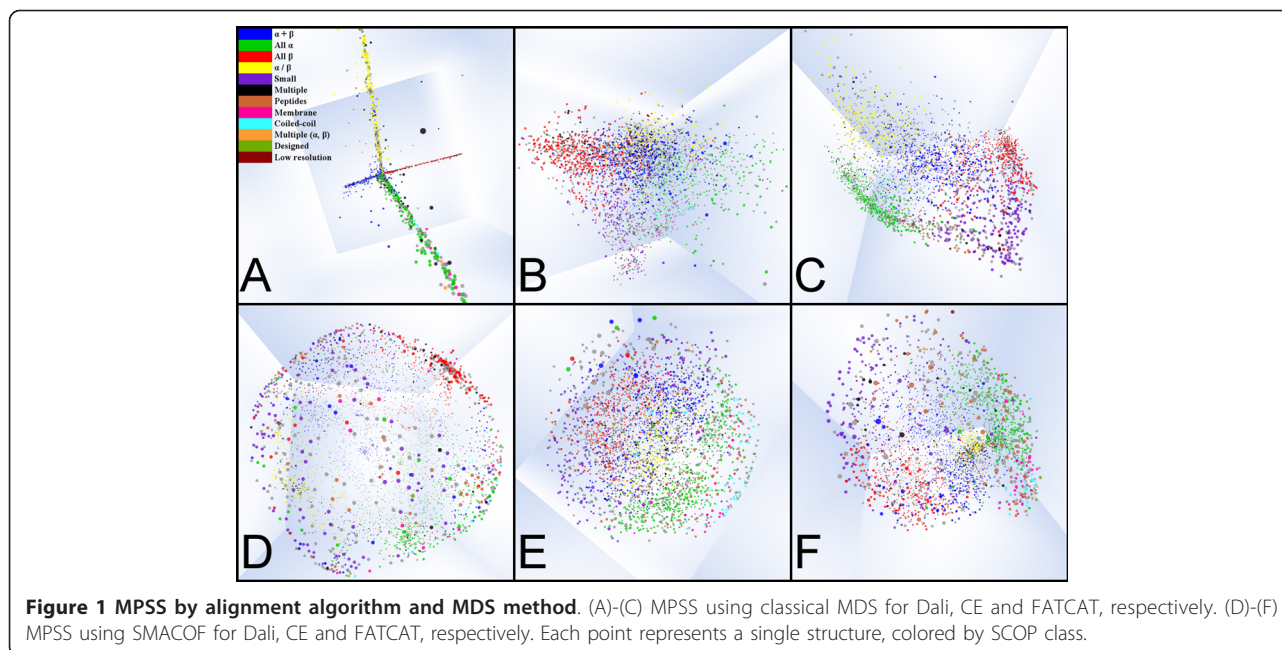 α + β
All α
All β
α / β
Small
Multiple
Peptides
Membrane
Coiled-coil
Multiple (α, β)
Designed
Low resolution
A
B
C
D
E
F
Figure 1 MPSS by alignment algorithm and MDS method. (A)-(C) MPSS using classical MDS for Dali, CE and FATCAT, respectively. (D)-(F)
MPSS using SMACOF for Dali, CE and FATCAT, respectively. Each point represents a single structure, colored by SCOP class.